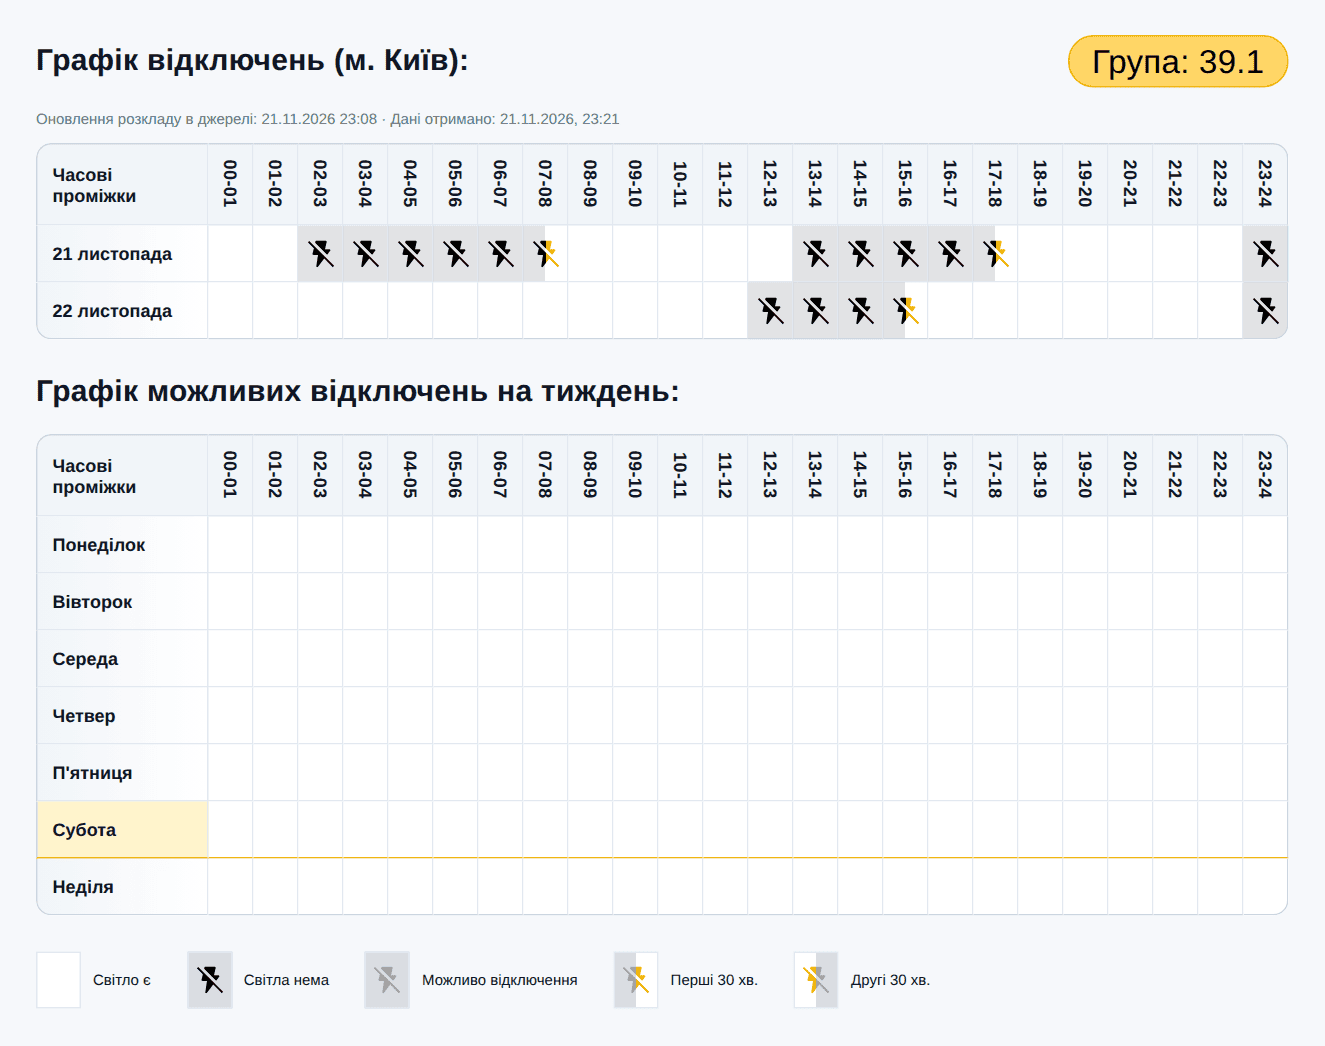 Графік відключень (м. Київ):
Група: 39.1
Оновлення розкладу в джерелі: 21.11.2026 23:08 · Дані отримано: 21.11.2026, 23:21
Часові проміжки 00-01 01-02 02-03 03-04 04-05 05-06 06-07 07-08 08-09 09-10 10-11 11-12 12-13 13-14 14-15 15-16 16-17 17-18 18-19 19-20 20-21 21-22 22-23 23-24
21 листопада
22 листопада
Графік можливих відключень на тиждень:
Часові проміжки 00-01 01-02 02-03 03-04 04-05 05-06 06-07 07-08 08-09 09-10 10-11 11-12 12-13 13-14 14-15 15-16 16-17 17-18 18-19 19-20 20-21 21-22 22-23 23-24
Понеділок
Вівторок
Середа
Четвер
П'ятниця
Субота
Неділя
Світло є Світла нема Можливо відключення Перші 30 хв. Другі 30 хв.